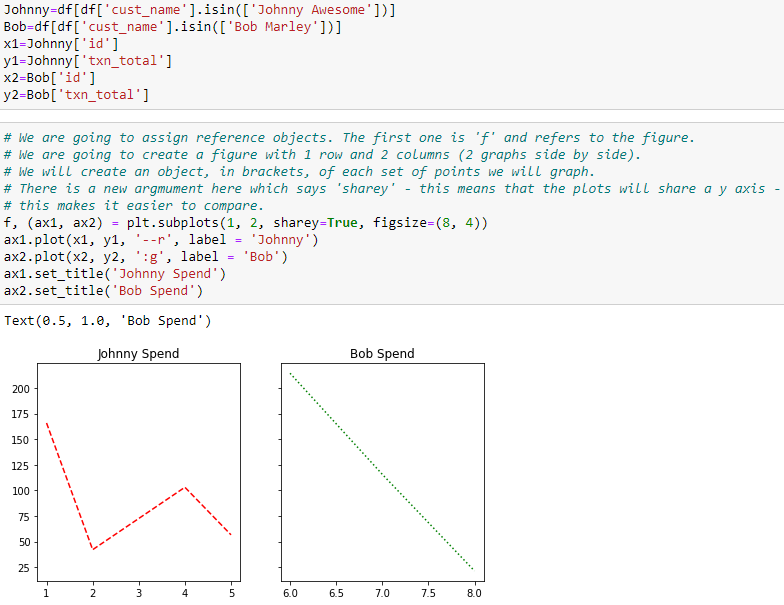 Johnny=df[df['cust_name'].isin(['Johnny Awesome'])]
Bob=df[df['cust_name'].isin(['Bob Marley'])]
x1=Johnny['id']
y1=Johnny['txn_total']
x2=Bob['id']
y2=Bob['txn_total']
# We are going to assign reference objects. The first one is 'f' and refers to the figure.
# We are going to create a figure with 1 row and 2 columns (2 graphs side by side).
# We will create an object, in brackets, of each set of points we will graph.
# There is a new argmument here which says 'sharey' - this means that the plots will share a y axis -
# this makes it easier to compare.
f, (ax1, ax2) = plt.subplots(1, 2, sharey=True, figsize=(8, 4))
ax1.plot(x1, y1, '--r', label = 'Johnny')
ax2.plot(x2, y2, ':g', label = 'Bob')
ax1.set_title('Johnny Spend')
ax2.set_title('Bob Spend')
Text(0.5, 1.0, 'Bob Spend')
Johnny Spend
200
175
150
125
100
75
50
25
1 2 3 4 5
Bob Spend
6.0 6.5 7.0 7.5 8.0